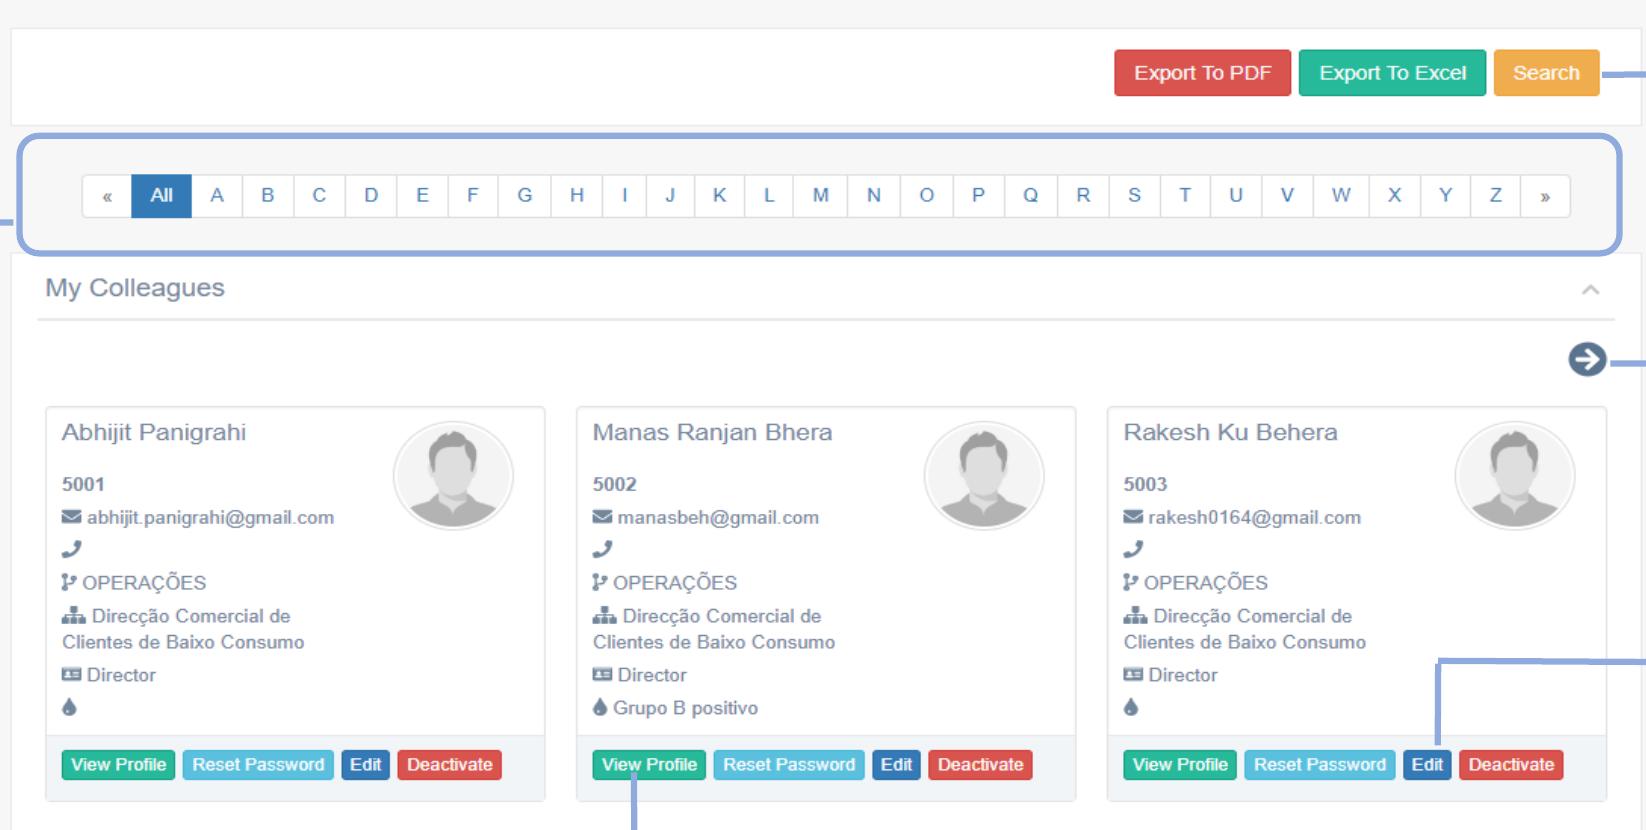 Export To PDF Export To Excel Search
« All A B C D E F G H I J K L M N O P Q R S T U V W X Y Z »
My Colleagues
Abhijit Panigrahi
5001
abhijit.panigrahi@gmail.com
OPERAÇÕES
Direcção Comercial de
Clientes de Baixo Consumo
Director
View Profile Reset Password Edit Deactivate
Manas Ranjan Bhera
5002
manasbeh@gmail.com
OPERAÇÕES
Direcção Comercial de
Clientes de Baixo Consumo
Director
Grupo B positivo
View Profile Reset Password Edit Deactivate
Rakesh Ku Behera
5003
rakesh0164@gmail.com
OPERAÇÕES
Direcção Comercial de
Clientes de Baixo Consumo
Director
View Profile Reset Password Edit Deactivate